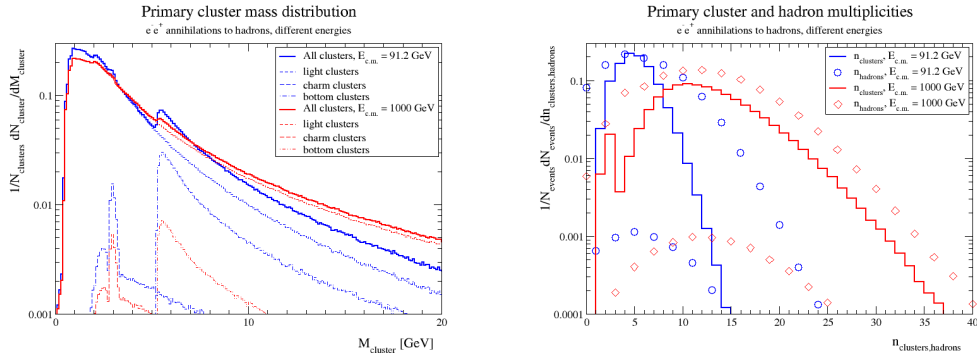 Primary cluster mass distribution
e⁻e⁺ annihilations to hadrons, different energies
1/N_clusters dN_cluster/dM_cluster
0.1
0.01
0.001
0.0001
All clusters, E_c.m. = 91.2 GeV
light clusters
charm clusters
bottom clusters
All clusters, E_c.m. = 1000 GeV
light clusters
charm clusters
bottom clusters
0 5 10 15 20
M_cluster [GeV]
Primary cluster and hadron multiplicities
e⁻e⁺ annihilations to hadrons, different energies
1/N_events dN_events/dn_clusters,hadrons
0.1
0.01
0.001
0.0001
n_clusters, E_c.m. = 91.2 GeV
n_hadrons, E_c.m. = 91.2 GeV
n_clusters, E_c.m. = 1000 GeV
n_hadrons, E_c.m. = 1000 GeV
0 5 10 15 20 25 30 35 40
n_clusters,hadrons